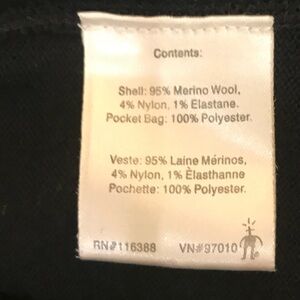 Contents:
Shell: 95% Merino Wool,
4% Nylon, 1% Elastane.
Pocket Bag: 100% Polyester.
Veste: 95% Laine Mérinos,
4% Nylon, 1% Èlasthanne
Pochette: 100% Polyester.
RN#116388 VN#97010